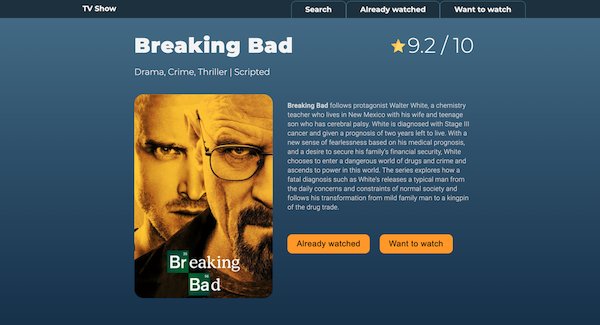 TV Show
Search
Already watched
Want to watch
Breaking Bad
9.2 / 10
Drama, Crime, Thriller | Scripted
Breaking Bad follows protagonist Walter White, a chemistry
teacher who lives in New Mexico with his wife and teenage
son who has cerebral palsy. White is diagnosed with Stage III
cancer and given a prognosis of two years left to live. With a
new sense of fearlessness based on his medical prognosis,
and a desire to secure his family's financial security, White
chooses to enter a dangerous world of drugs and crime and
ascends to power in this world. The series explores how a
fatal diagnosis such as White's releases a typical man from
the daily concerns and constraints of normal society and
follows his transformation from mild family man to a kingpin
of the drug trade.
Already watched
Want to watch
Breaking
Bad